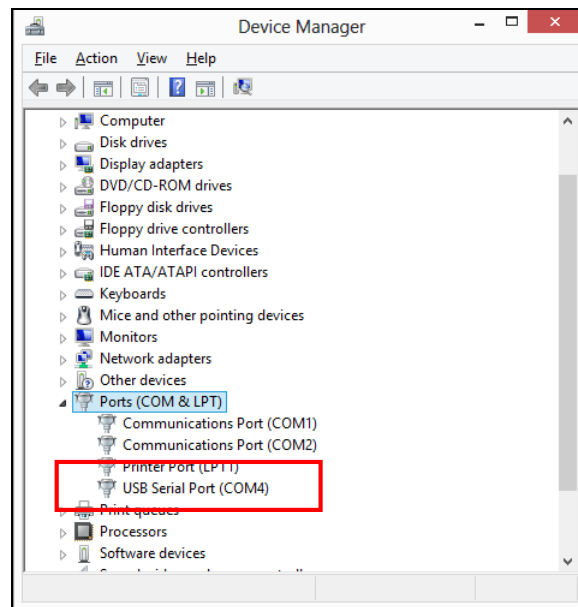 Device Manager
File Action View Help
Computer
Disk drives
Display adapters
DVD/CD-ROM drives
Floppy disk drives
Floppy drive controllers
Human Interface Devices
IDE ATA/ATAPI controllers
Keyboards
Mice and other pointing devices
Monitors
Network adapters
Other devices
Ports (COM & LPT)
Communications Port (COM1)
Communications Port (COM2)
Printer Port (LPT1)
USB Serial Port (COM4)
Print queues
Processors
Software devices